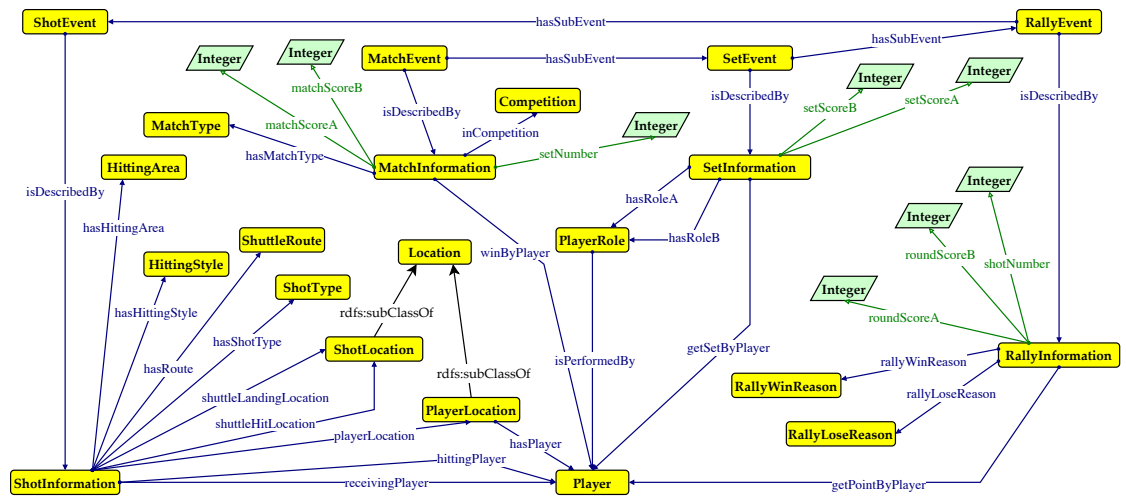 ShotEvent
hasSubEvent
RallyEvent
Integer
Integer
MatchEvent
hasSubEvent
SetEvent
hasSubEvent
Integer
Integer
matchScoreB
isDescribedBy
Competition
isDescribedBy
setScoreB
setScoreA
isDescribedBy
MatchType
matchScoreA
inCompetition
Integer
hasMatchType
setNumber
HittingArea
MatchInformation
SetInformation
isDescribedBy
Integer
hasRoleA
hasHittingArea
Integer
ShuttleRoute
Location
winByPlayer
PlayerRole
hasRoleB
HittingStyle
roundScoreB
shotNumber
ShotType
Integer
hasHittingStyle
rdfs:subClassOf
roundScoreA
hasShotType
ShotLocation
isPerformedBy
getSetByPlayer
RallyInformation
hasRoute
rdfs:subClassOf
rallyWinReason
RallyWinReason
shuttleLandingLocation
rallyLoseReason
PlayerLocation
shuttleHitLocation
playerLocation
hasPlayer
RallyLoseReason
hittingPlayer
ShotInformation
receivingPlayer
Player
getPointByPlayer